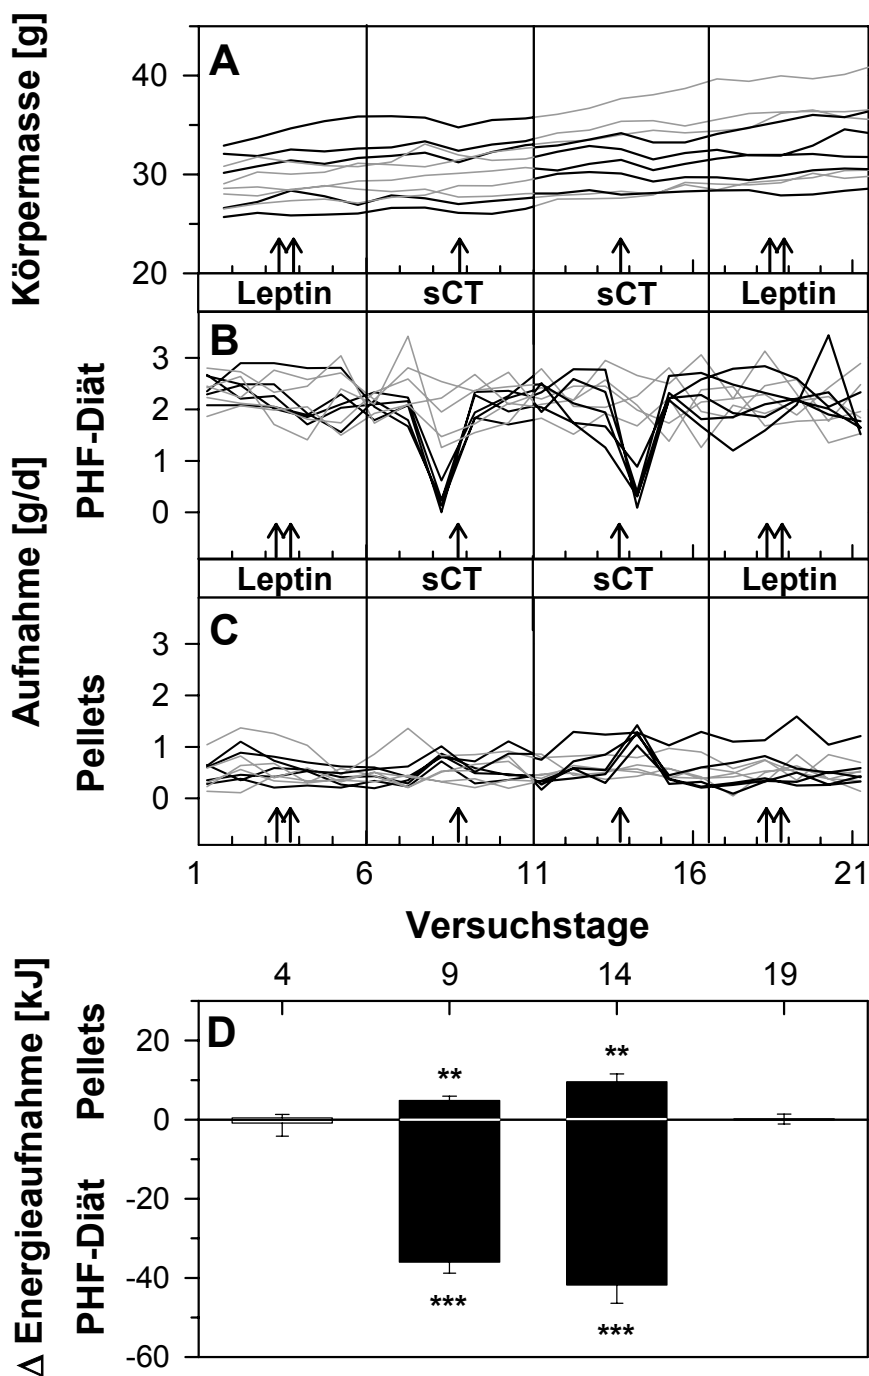 Körpermasse [g]
A
40
30
20
Leptin sCT sCT Leptin
Aufnahme [g/d]
PHF-Diät
B
3
2
1
0
Leptin sCT sCT Leptin
Pellets
C
3
2
1
0
1 6 11 16 21
Versuchstage
4 9 14 19
Δ Energieaufnahme [kJ]
PHF-Diät Pellets
D
20
0
-20
-40
-60
** **
*** ***